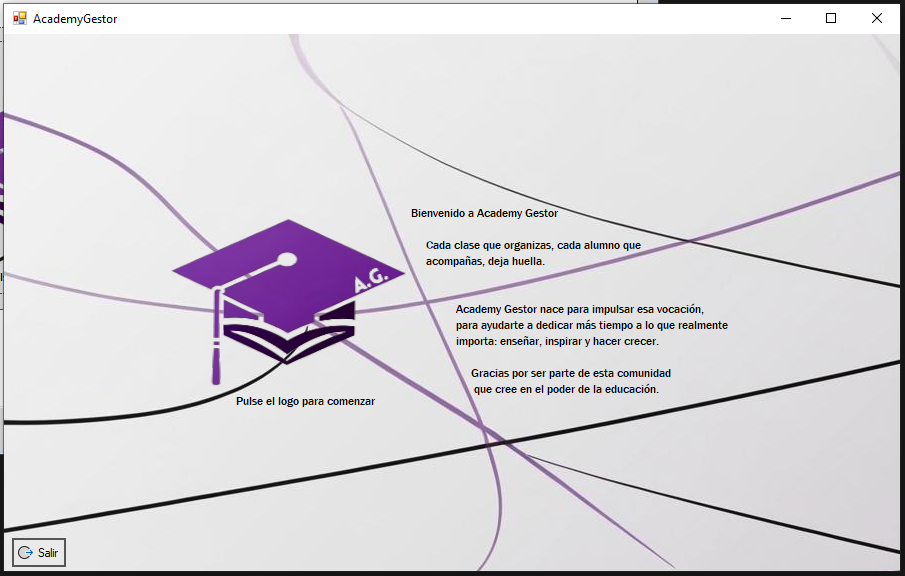 AcademyGestor
Bienvenido a Academy Gestor
Cada clase que organizas, cada alumno que
acompañas, deja huella.
A.G.
Academy Gestor nace para impulsar esa vocación,
para ayudarte a dedicar más tiempo a lo que realmente
importa: enseñar, inspirar y hacer crecer.
Gracias por ser parte de esta comunidad
que cree en el poder de la educación.
Pulse el logo para comenzar
Salir